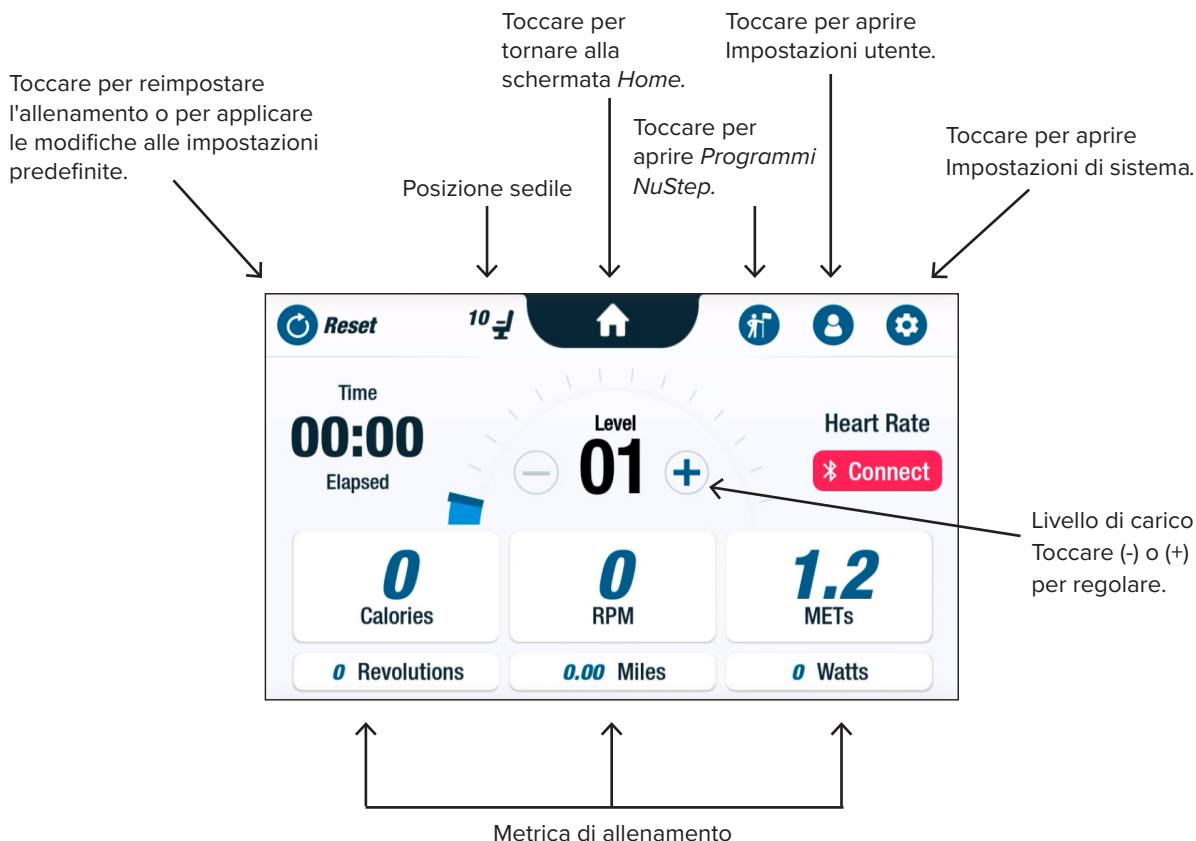 Toccare per
tornare alla
schermata Home.
Toccare per aprire
Impostazioni utente.
Toccare per reimpostare
l'allenamento o per applicare
le modifiche alle impostazioni
predefinite.
Toccare per
aprire Programmi
NuStep.
Toccare per aprire
Impostazioni di sistema.
Posizione sedile
Reset
10
Time
00:00
Elapsed
Level
01
Heart Rate
Connect
Livello di carico
Toccare (-) o (+)
per regolare.
0
Calories
0
RPM
1.2
METs
0 Revolutions
0.00 Miles
0 Watts
Metrica di allenamento